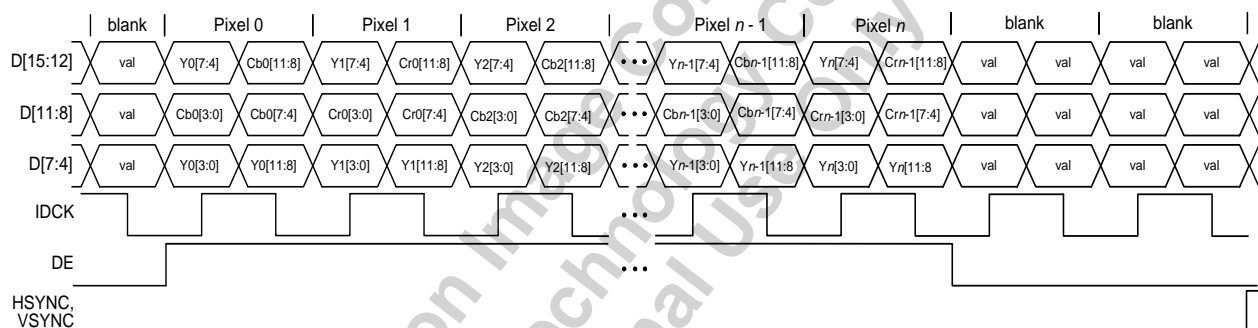 blank Pixel 0 Pixel 1 Pixel 2 Pixel n - 1 Pixel n blank blank
D[15:12] val Y0[7:4] Cb0[11:8] Y1[7:4] Cr0[11:8] Y2[7:4] Cb2[11:8] ••• Yn-1[7:4] Cbn-1[11:8] Yn[7:4] Crn-1[11:8] val val val val
D[11:8] val Cb0[3:0] Cb0[7:4] Cr0[3:0] Cr0[7:4] Cb2[3:0] Cb2[7:4] ••• Cbn-1[3:0] Cbn-1[7:4] Crn-1[3:0] Crn-1[7:4] val val val val
D[7:4] val Y0[3:0] Y0[11:8] Y1[3:0] Y1[11:8] Y2[3:0] Y2[11:8] ••• Yn-1[3:0] Yn-1[11:8 Yn[3:0] Yn[11:8 val val val val
IDCK •••
DE •••
HSYNC,
VSYNC